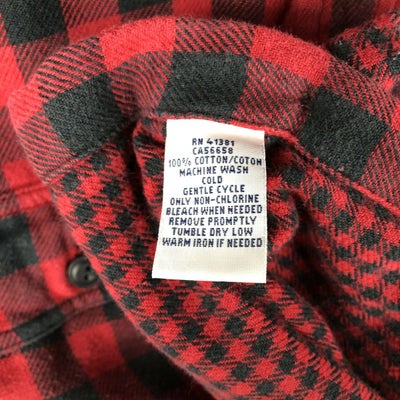 RN 41381
CA56658
100% COTTON/COTON
MACHINE WASH
COLD
GENTLE CYCLE
ONLY NON-CHLORINE
BLEACH WHEN NEEDED
REMOVE PROMPTLY
TUMBLE DRY LOW
WARM IRON IF NEEDED